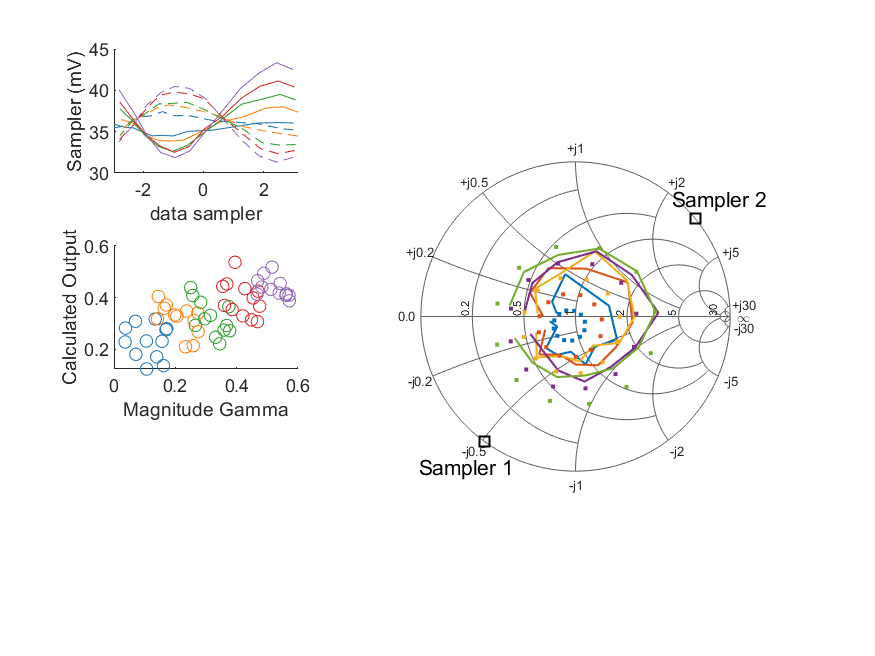 45
40
35
30
Sampler (mV)
-2 0 2
data sampler
0.6
0.4
0.2
Calculated Output
0 0.2 0.4 0.6
Magnitude Gamma
+j1
+j0.5
+j2
Sampler 2
+j0.2
+j5
0.0
0.2
0.5
1
2
5
30
+j30
∞
-j30
-j0.2
-j5
-j0.5
-j2
Sampler 1
-j1